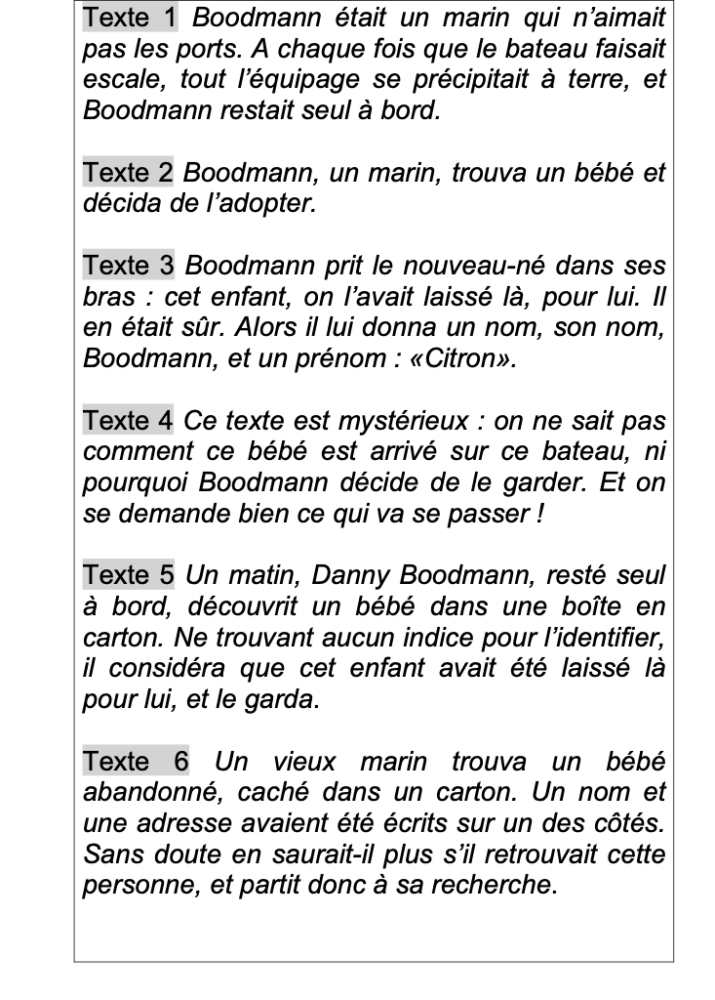 Texte 1 Boodmann était un marin qui n’aimait
pas les ports. A chaque fois que le bateau faisait
escale, tout l’équipage se précipitait à terre, et
Boodmann restait seul à bord.
Texte 2 Boodmann, un marin, trouva un bébé et
décida de l’adopter.
Texte 3 Boodmann prit le nouveau-né dans ses
bras : cet enfant, on l’avait laissé là, pour lui. Il
en était sûr. Alors il lui donna un nom, son nom,
Boodmann, et un prénom : «Citron».
Texte 4 Ce texte est mystérieux : on ne sait pas
comment ce bébé est arrivé sur ce bateau, ni
pourquoi Boodmann décide de le garder. Et on
se demande bien ce qui va se passer !
Texte 5 Un matin, Danny Boodmann, resté seul
à bord, découvrit un bébé dans une boîte en
carton. Ne trouvant aucun indice pour l’identifier,
il considéra que cet enfant avait été laissé là
pour lui, et le garda.
Texte 6 Un vieux marin trouva un bébé
abandonné, caché dans un carton. Un nom et
une adresse avaient été écrits sur un des côtés.
Sans doute en saurait-il plus s’il retrouvait cette
personne, et partit donc à sa recherche.